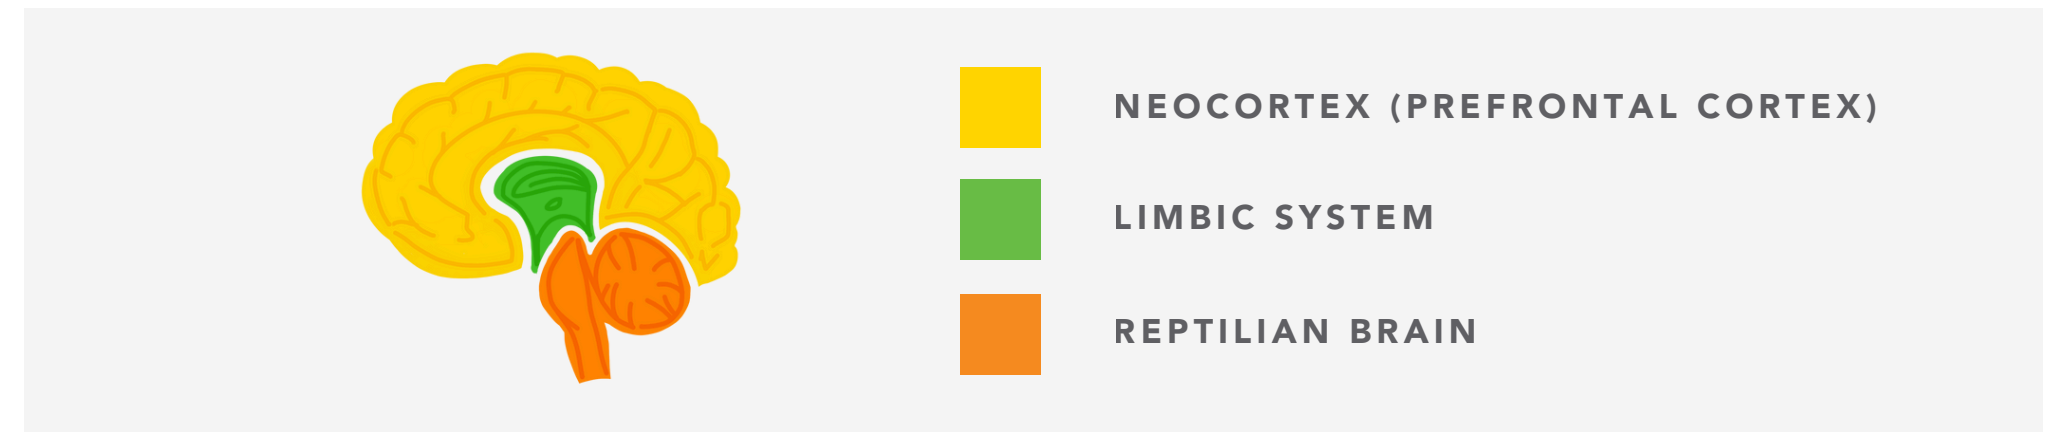 NEOCORTEX (PREFRONTAL CORTEX)
LIMBIC SYSTEM
REPTILIAN BRAIN